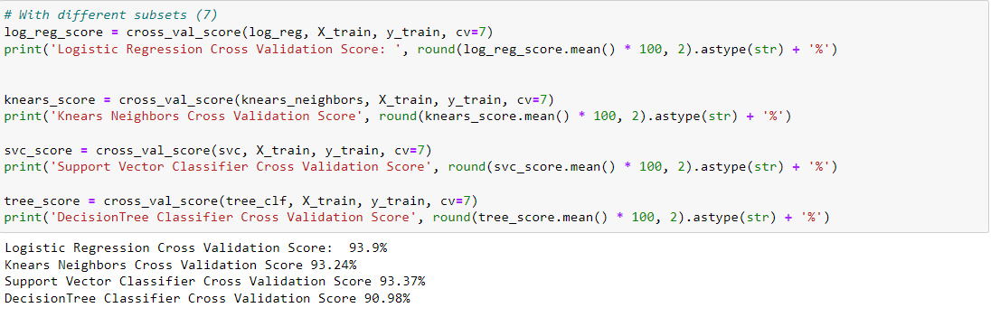 # With different subsets (7)
log_reg_score = cross_val_score(log_reg, X_train, y_train, cv=7)
print('Logistic Regression Cross Validation Score: ', round(log_reg_score.mean() * 100, 2).astype(str) + '%')
knears_score = cross_val_score(knears_neighbors, X_train, y_train, cv=7)
print('Knears Neighbors Cross Validation Score', round(knears_score.mean() * 100, 2).astype(str) + '%')
svc_score = cross_val_score(svc, X_train, y_train, cv=7)
print('Support Vector Classifier Cross Validation Score', round(svc_score.mean() * 100, 2).astype(str) + '%')
tree_score = cross_val_score(tree_clf, X_train, y_train, cv=7)
print('DecisionTree Classifier Cross Validation Score', round(tree_score.mean() * 100, 2).astype(str) + '%')
Logistic Regression Cross Validation Score:  93.9%
Knears Neighbors Cross Validation Score 93.24%
Support Vector Classifier Cross Validation Score 93.37%
DecisionTree Classifier Cross Validation Score 90.98%